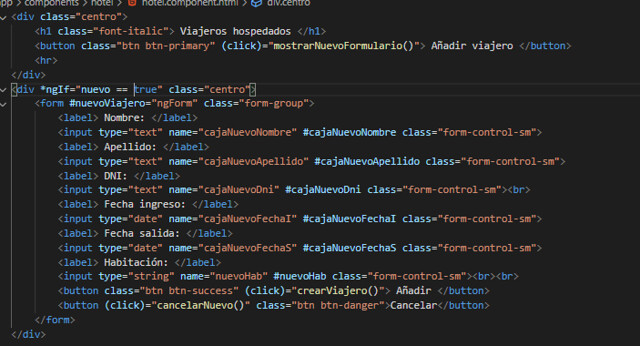 app > components > hotel > hotel.component.html > div.centro
<div class="centro">
<h1 class="font-italic"> Viajeros hospedados </h1>
<button class="btn btn-primary" (click)="mostrarNuevoFormulario()"> Añadir viajero </button>
<hr>
</div>
<div *ngIf="nuevo == true" class="centro">
<form #nuevoViajero="ngForm" class="form-group">
<label> Nombre: </label>
<input type="text" name="cajaNuevoNombre" #cajaNuevoNombre class="form-control-sm">
<label> Apellido: </label>
<input type="text" name="cajaNuevoApellido" #cajaNuevoApellido class="form-control-sm">
<label> DNI: </label>
<input type="text" name="cajaNuevoDni" #cajaNuevoDni class="form-control-sm"><br>
<label> Fecha ingreso: </label>
<input type="date" name="cajaNuevoFechaI" #cajaNuevoFechaI class="form-control-sm">
<label> Fecha salida: </label>
<input type="date" name="cajaNuevoFechaS" #cajaNuevoFechaS class="form-control-sm">
<label> Habitación: </label>
<input type="string" name="nuevoHab" #nuevoHab class="form-control-sm"><br><br>
<button class="btn btn-success" (click)="crearViajero()"> Añadir </button>
<button (click)="cancelarNuevo()" class="btn btn-danger">Cancelar</button>
</form>
</div>